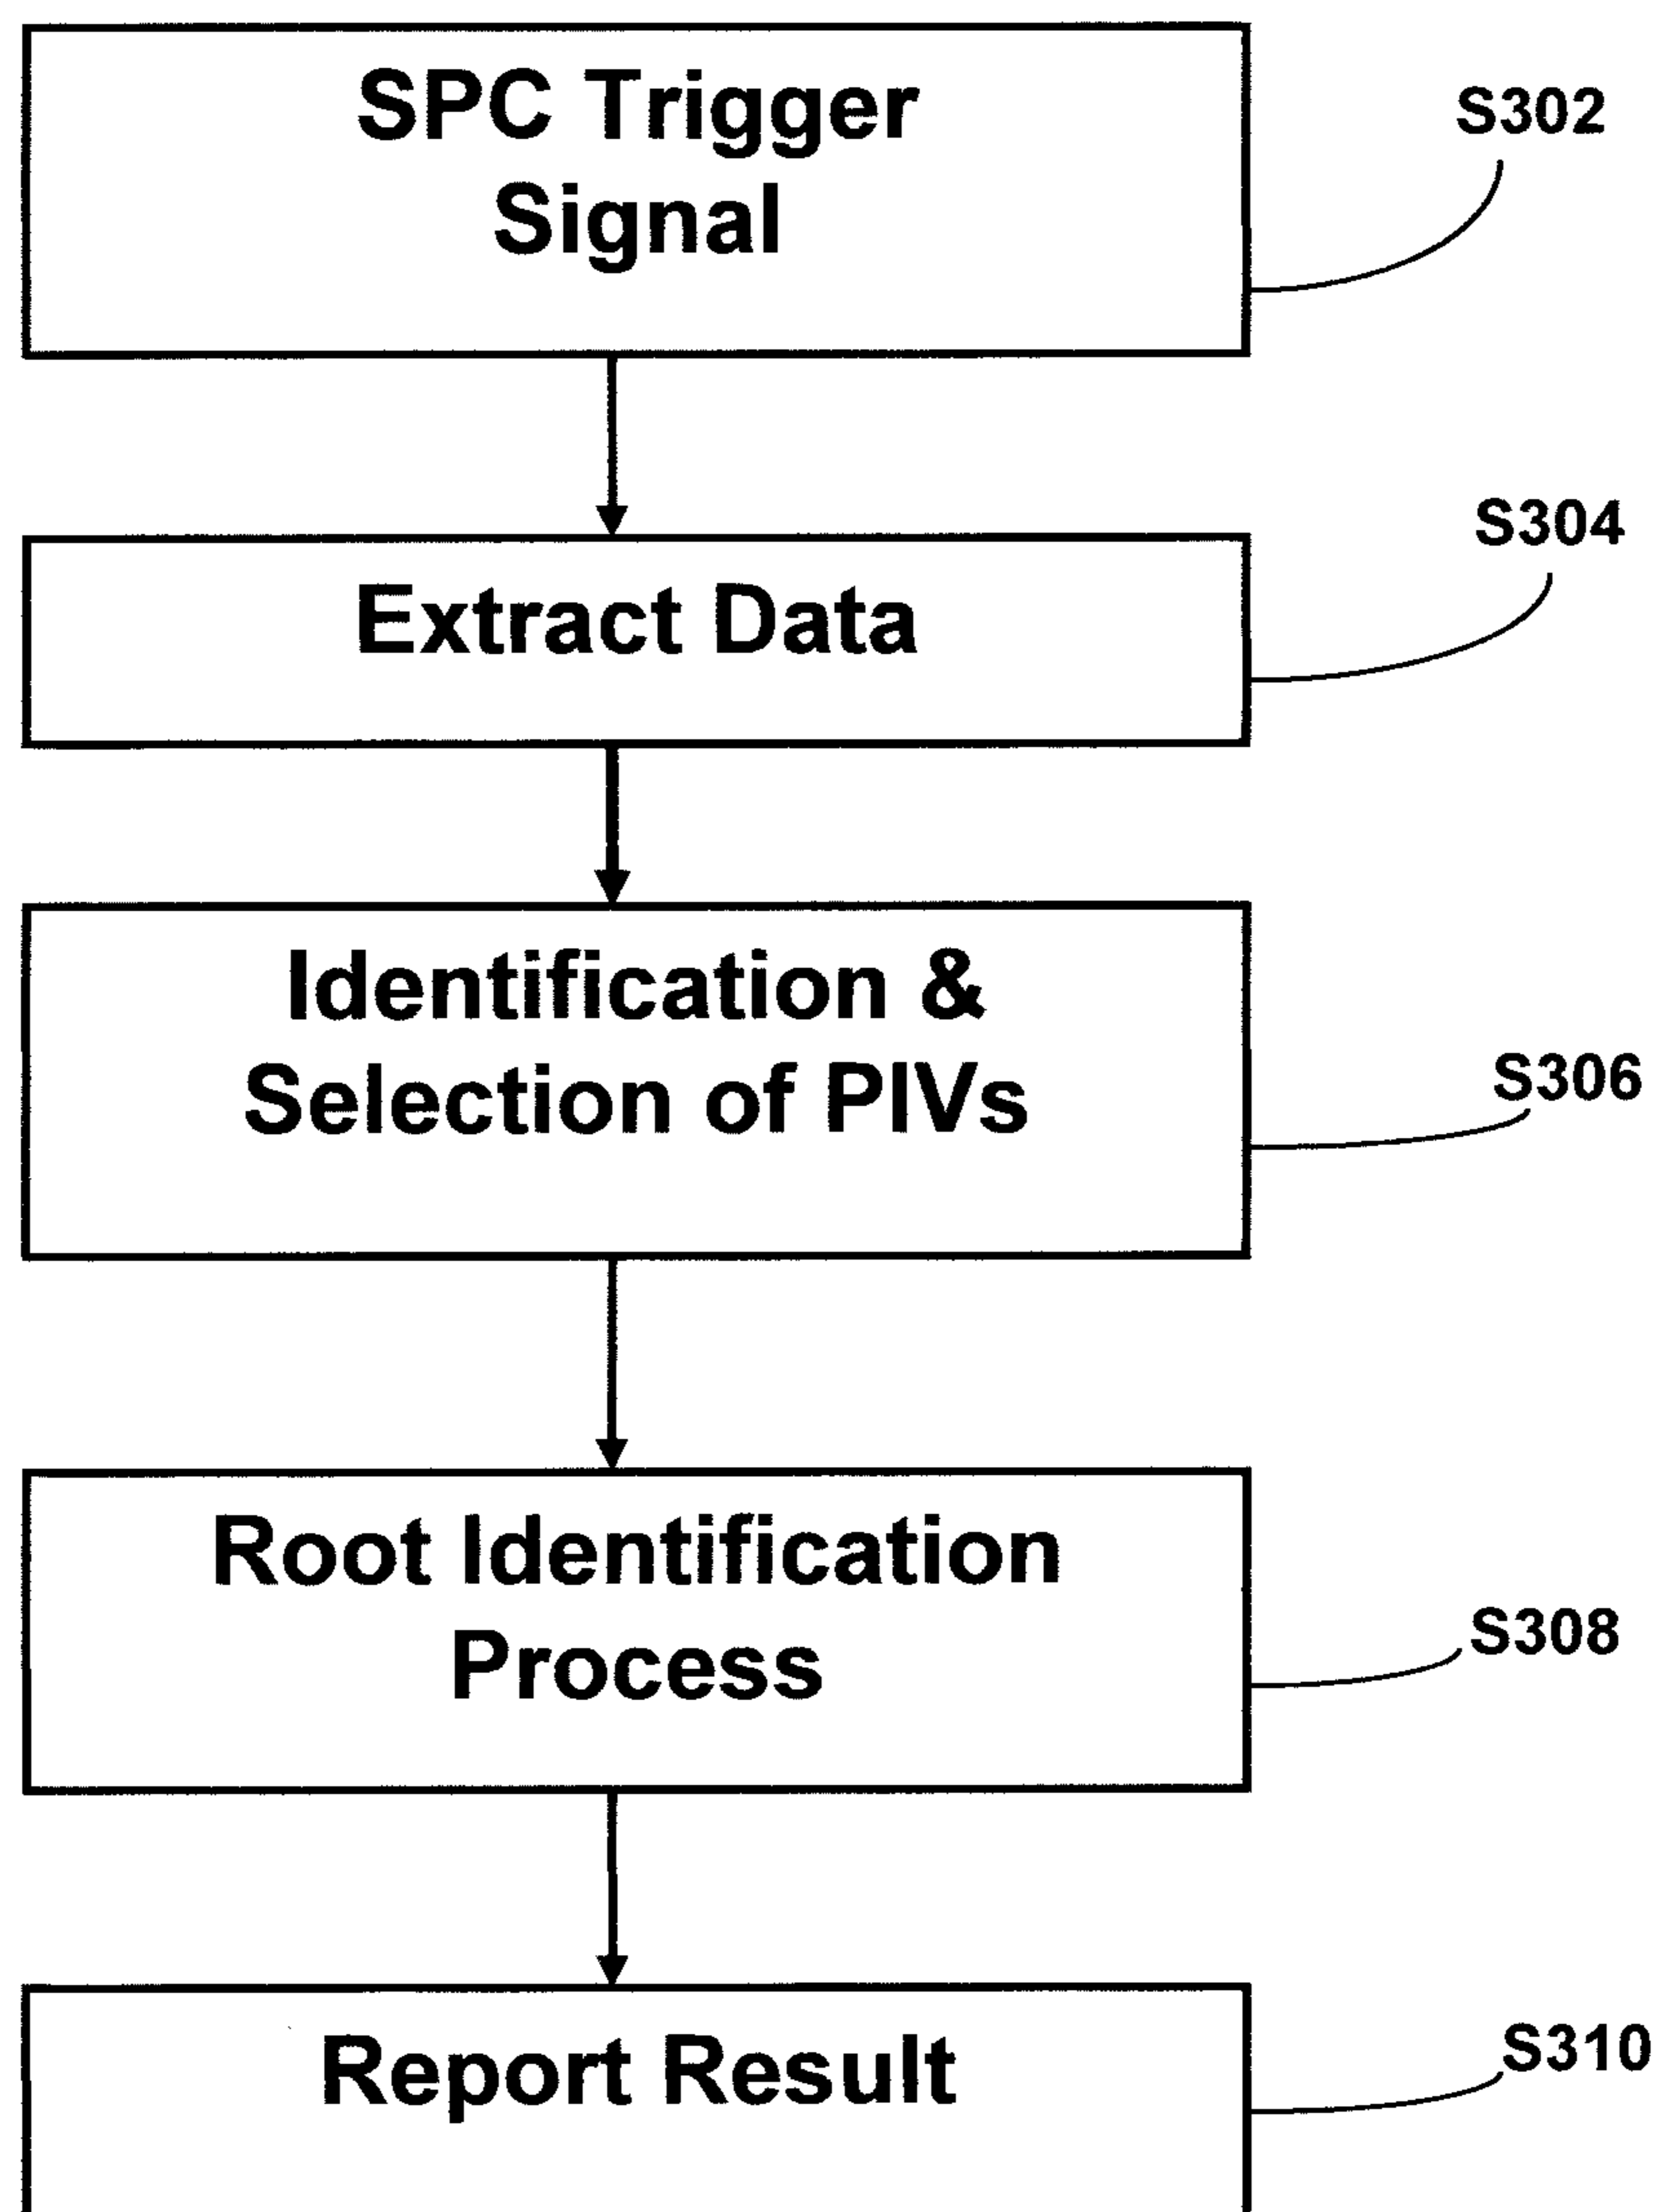 SPC Trigger
Signal
S302
Extract Data
S304
Identification &
Selection of PIVs
S306
Root Identification
Process
S308
Report Result
S310